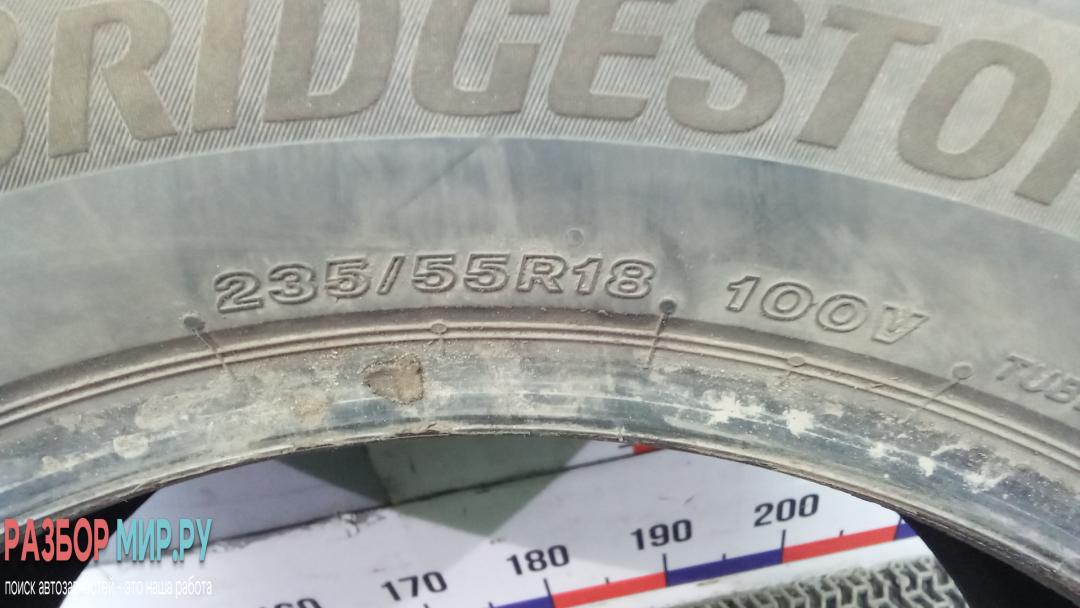 BRIDGESTO
235/55R18 100V
TUB
200
190
180
170
РАЗБОР МИР.РУ
поиск автозапчастей - это наша работа